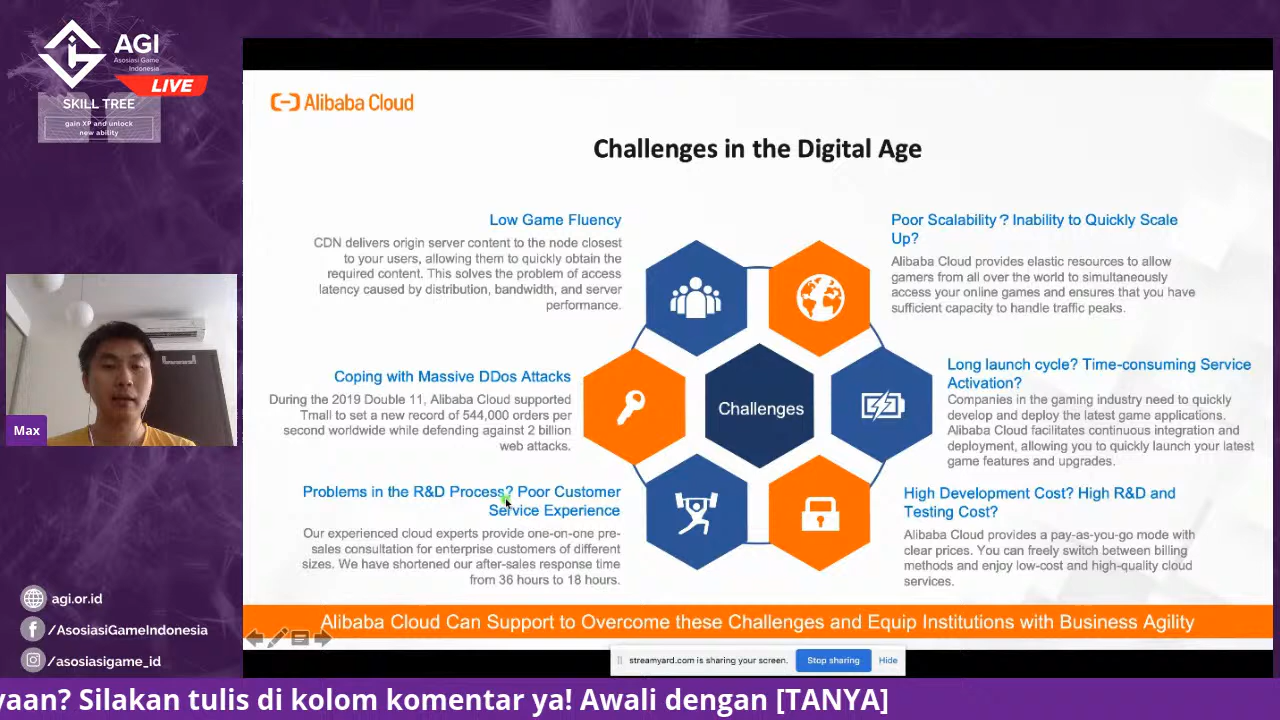 AGI
Asosiasi Game
Indonesia
LIVE
SKILL TREE
gain XP and unlock
new ability
Alibaba Cloud
Challenges in the Digital Age
Low Game Fluency
CDN delivers origin server content to the node closest
to your users, allowing them to quickly obtain the
required content. This solves the problem of access
latency caused by distribution, bandwidth, and server
performance.
Coping with Massive DDos Attacks
During the 2019 Double 11, Alibaba Cloud supported
Tmall to set a new record of 544,000 orders per
second worldwide while defending against 2 billion
web attacks.
Problems in the R&D Process? Poor Customer
Service Experience
Our experienced cloud experts provide one-on-one pre-
sales consultation for enterprise customers of different
sizes. We have shortened our after-sales response time
from 36 hours to 18 hours.
Challenges
Poor Scalability? Inability to Quickly Scale
Up?
Alibaba Cloud provides elastic resources to allow
gamers from all over the world to simultaneously
access your online games and ensures that you have
sufficient capacity to handle traffic peaks.
Long launch cycle? Time-consuming Service
Activation?
Companies in the gaming industry need to quickly
develop and deploy the latest game applications.
Alibaba Cloud facilitates continuous integration and
deployment, allowing you to quickly launch your latest
game features and upgrades.
High Development Cost? High R&D and
Testing Cost?
Alibaba Cloud provides a pay-as-you-go mode with
clear prices. You can freely switch between billing
methods and enjoy low-cost and high-quality cloud
services.
Alibaba Cloud Can Support to Overcome these Challenges and Equip Institutions with Business Agility
Max
agi.or.id
/AsosiasiGameIndonesia
/asosiasigame_id
streamyard.com is sharing your screen.
Stop sharing
Hide
yaan? Silakan tulis di kolom komentar ya! Awali dengan [TANYA]